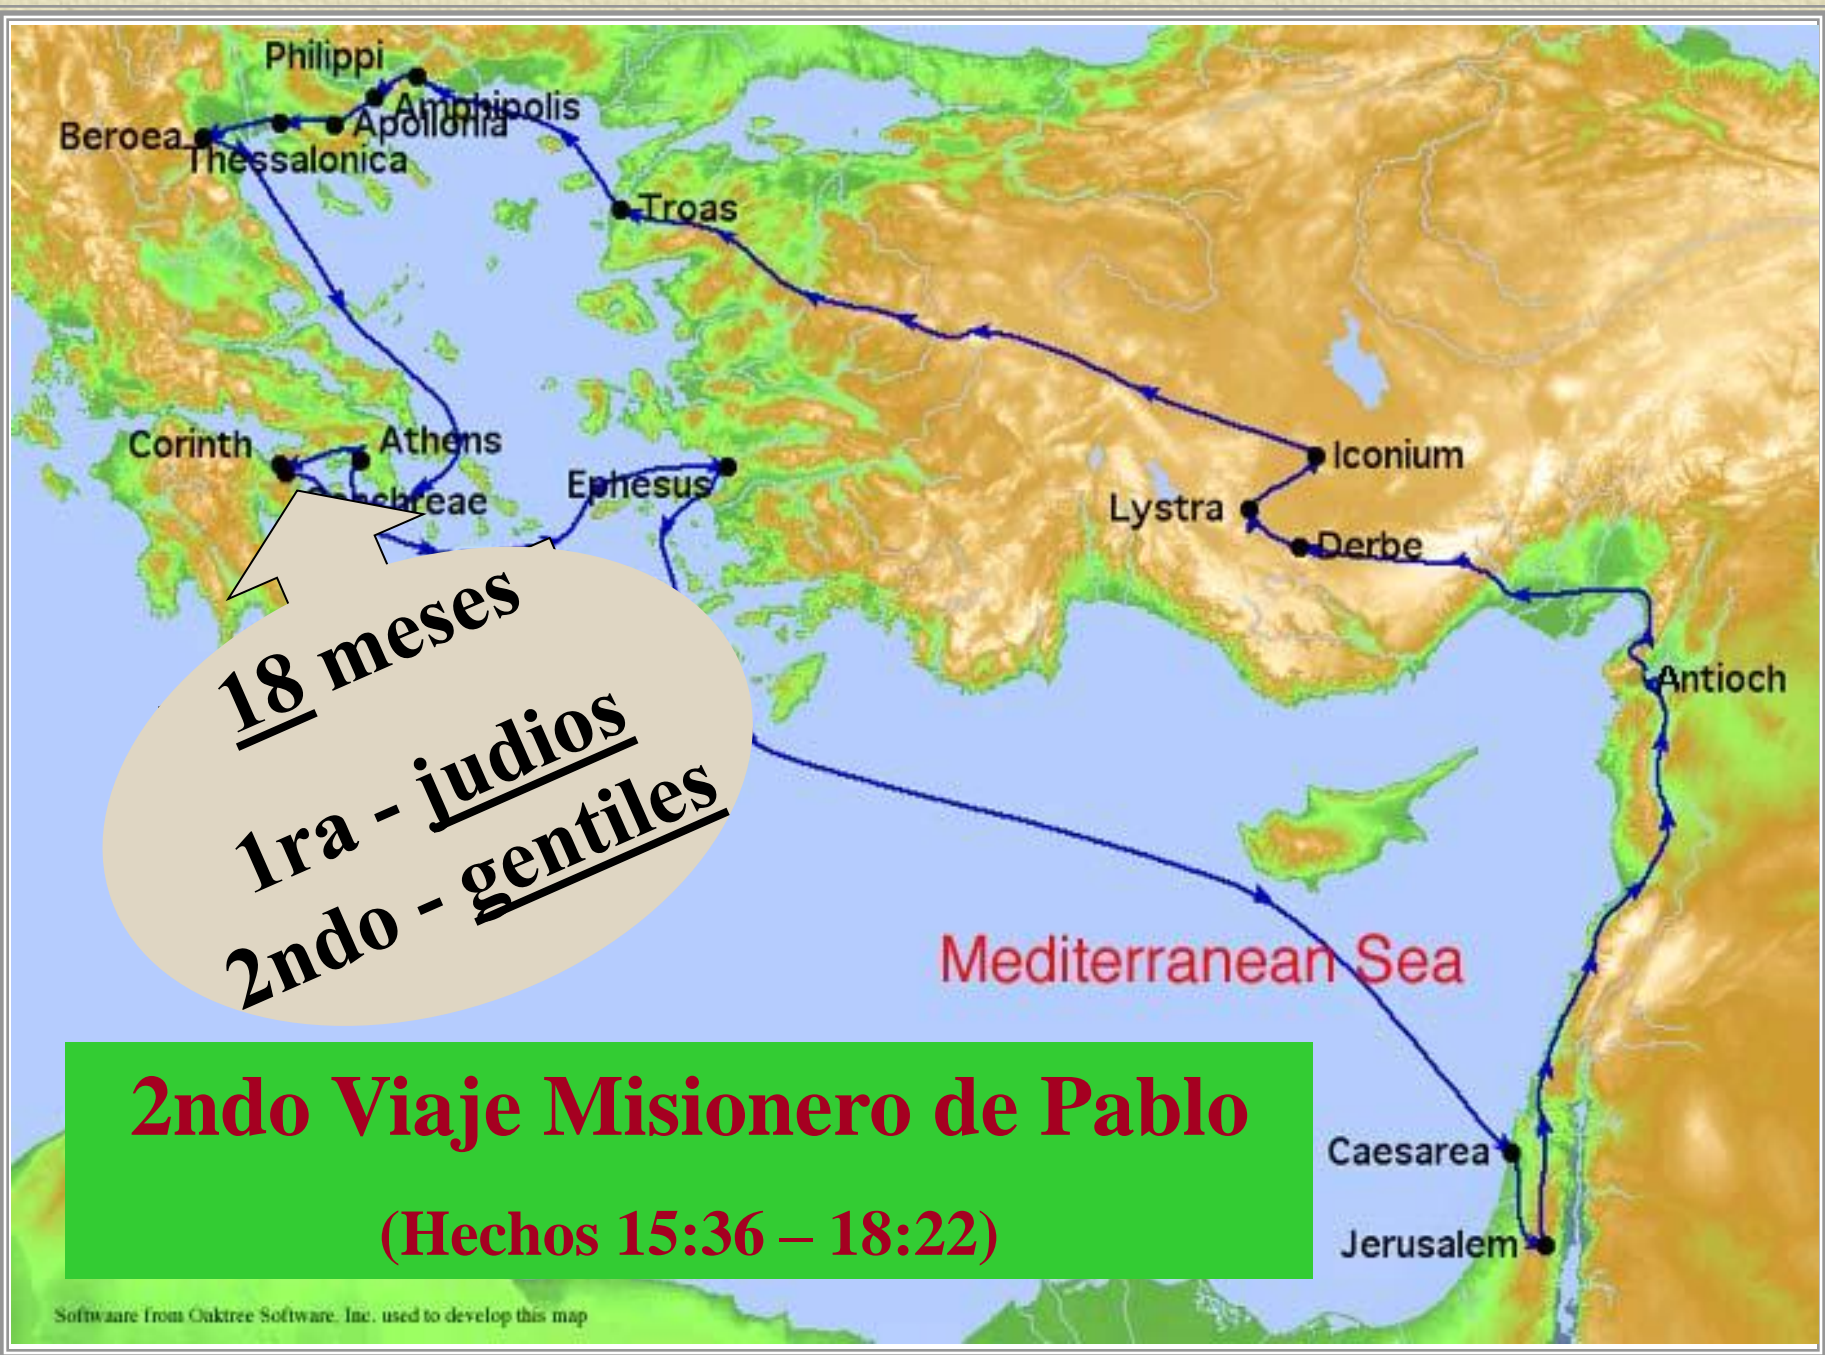 Philippi
Amphipolis
Apollonia
Beroea
Thessalonica
Troas
Corinth
Athens
Ephesus
Iconium
Lystra
Derbe
Antioch
18 meses
1ra - judios
2ndo - gentiles
Mediterranean Sea
2ndo Viaje Misionero de Pablo
(Hechos 15:36 – 18:22)
Caesarea
Jerusalem
Softwaare from Oaktree Software, Inc. used to develop this map